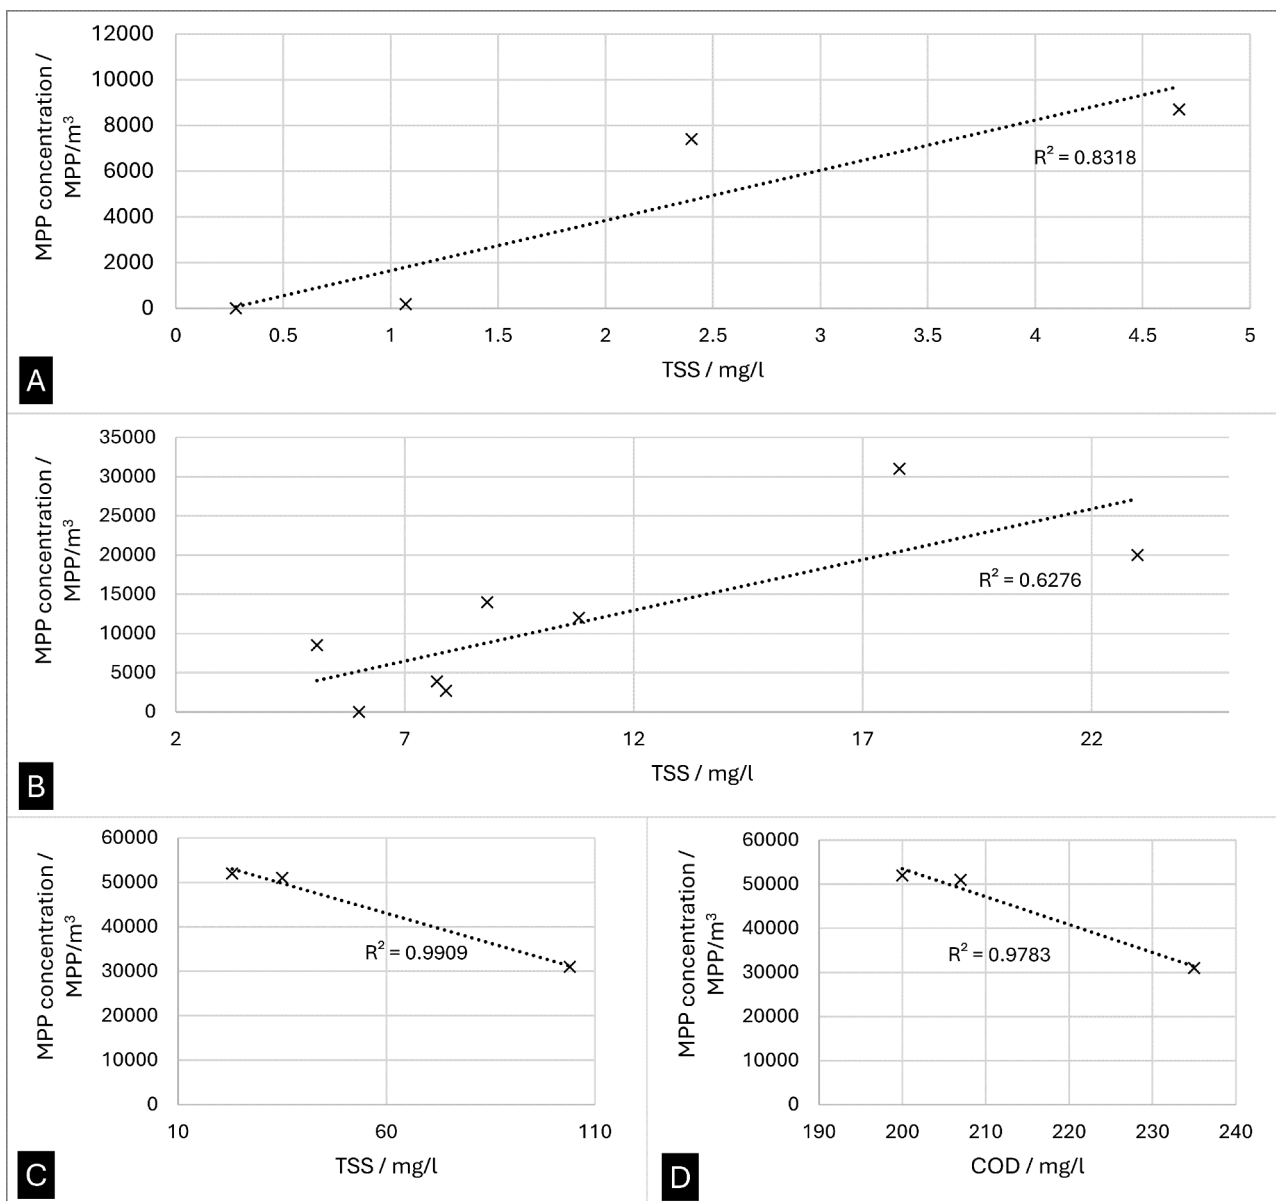 12000
10000
8000
6000
4000
2000
0
MPP concentration /
MPP/m³
R² = 0.8318
0 0.5 1 1.5 2 2.5 3 3.5 4 4.5 5
TSS / mg/l
A
35000
30000
25000
20000
15000
10000
5000
0
MPP concentration /
MPP/m³
R² = 0.6276
2 7 12 17 22
TSS / mg/l
B
60000
50000
40000
30000
20000
10000
0
MPP concentration /
MPP/m³
R² = 0.9909
10 60 110
TSS / mg/l
C
60000
50000
40000
30000
20000
10000
0
MPP concentration /
MPP/m³
R² = 0.9783
190 200 210 220 230 240
COD / mg/l
D